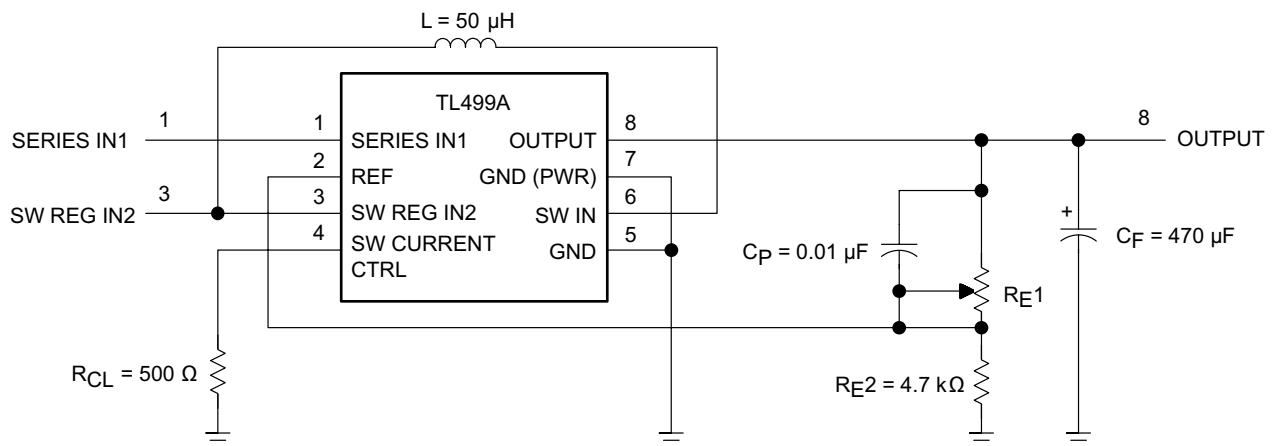 L = 50 µH
TL499A
SERIES IN1
1
1
SERIES IN1
OUTPUT
8
8
OUTPUT
2
REF
GND (PWR)
7
SW REG IN2
3
3
SW REG IN2
SW IN
6
4
SW CURRENT
CTRL
GND
5
CP = 0.01 µF
+
CF = 470 µF
RE1
RCL = 500 Ω
RE2 = 4.7 kΩ